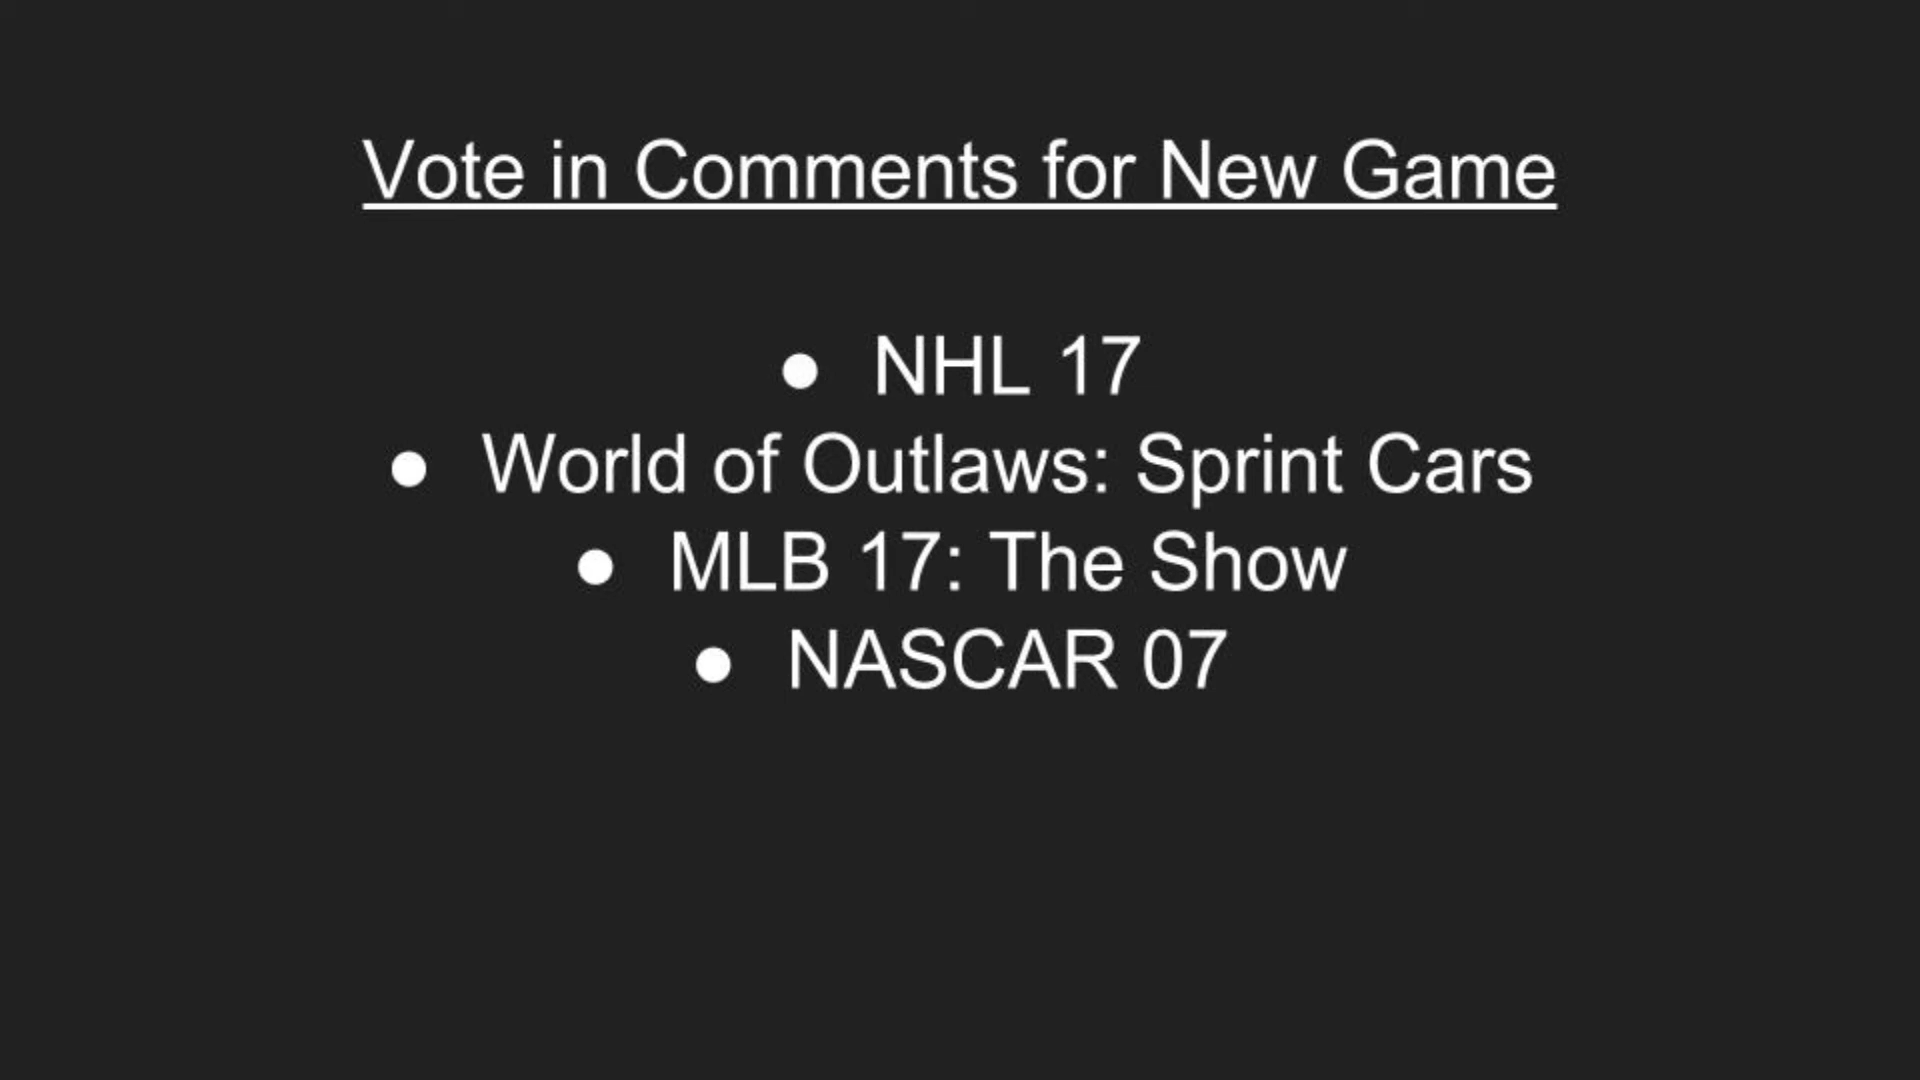 Vote in Comments for New Game
● NHL 17
● World of Outlaws: Sprint Cars
● MLB 17: The Show
● NASCAR 07